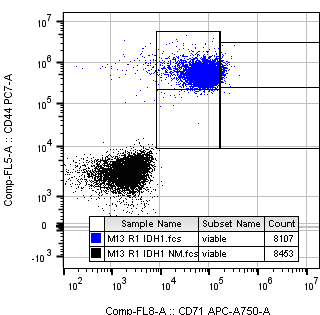 10^7
10^6
10^5
10^4
10^3
0
-10^3
Comp-FL5-A :: CD44 PC7-A
Sample Name Subset Name Count
M13 R1 IDH1.fcs viable 8107
M13 R1 IDH1 NM.fcs viable 8453
10^2 10^3 10^4 10^5 10^6 10^7
Comp-FL8-A :: CD71 APC-A750-A